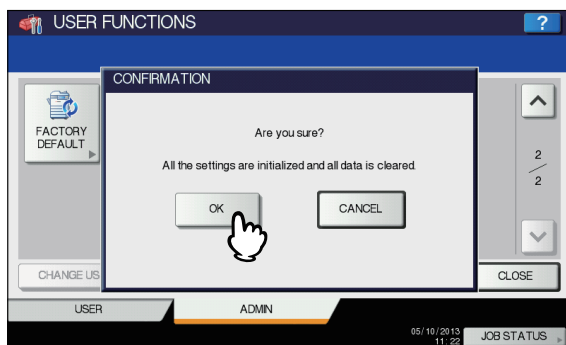 USER FUNCTIONS
?
CONFIRMATION
FACTORY
DEFAULT
Are you sure?
All the settings are initialized and all data is cleared.
2
2
OK
CANCEL
CHANGE US
CLOSE
USER
ADMIN
05/10/2013
11:22
JOB STATUS